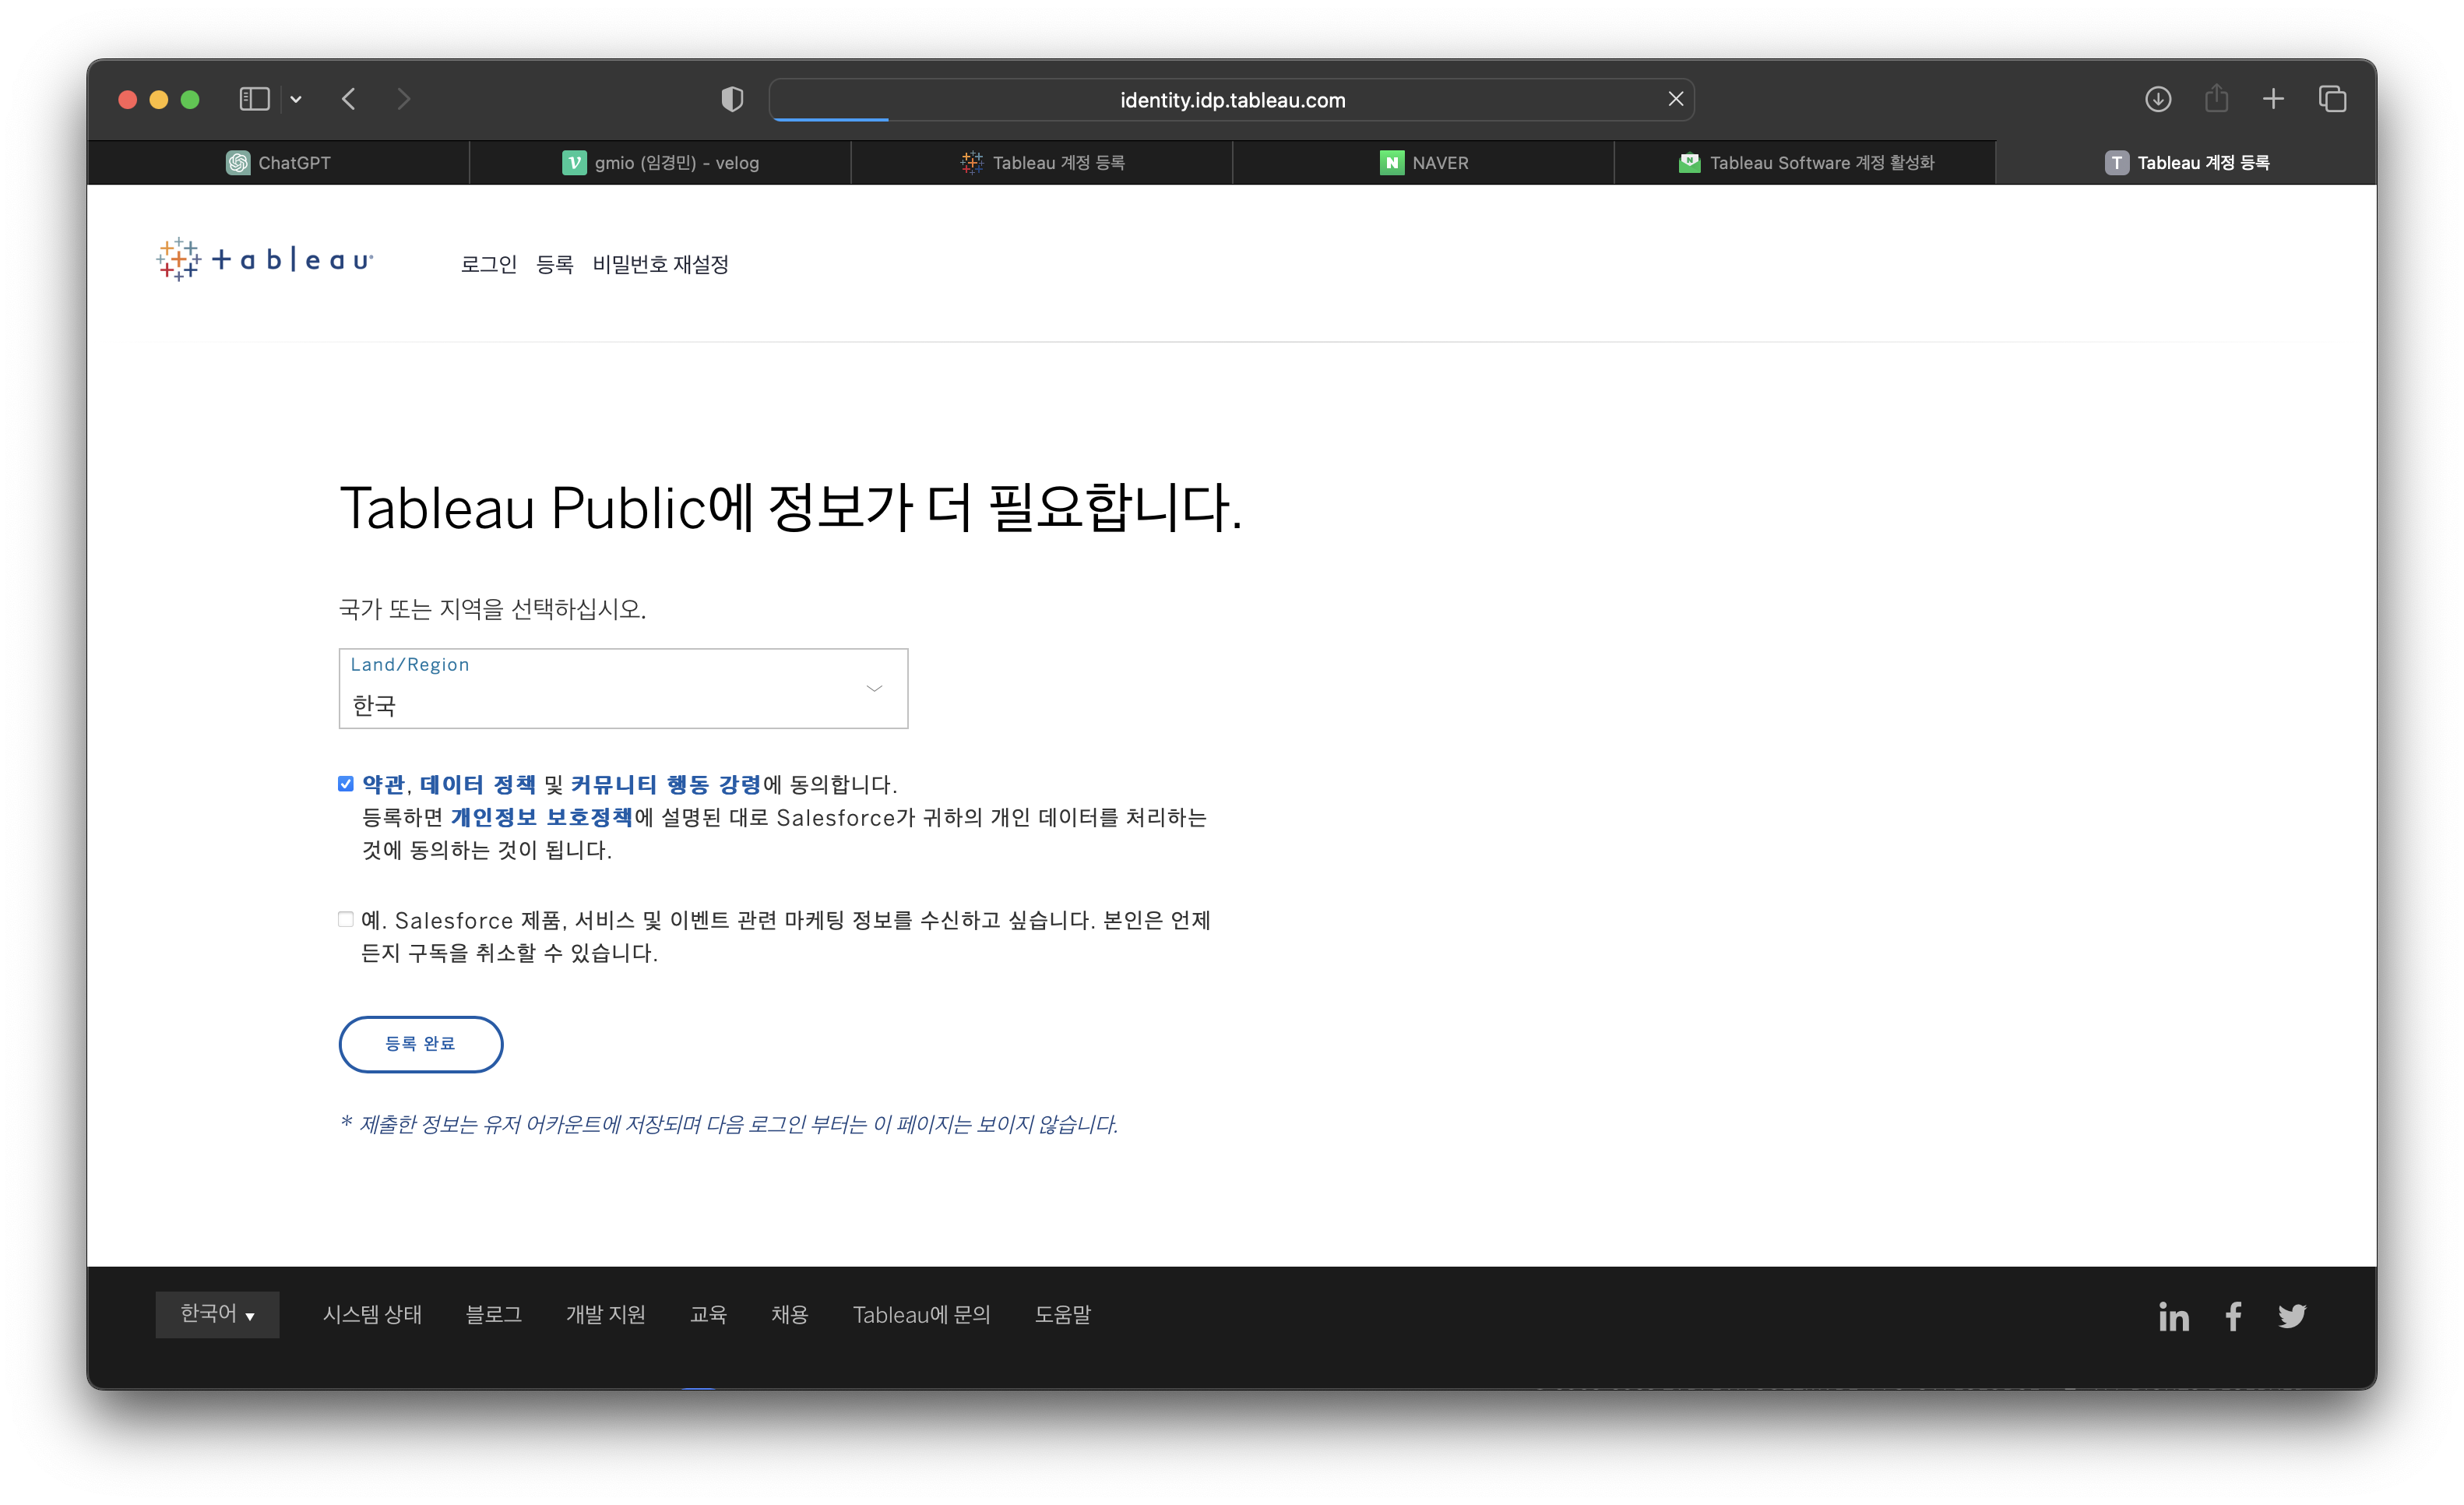 identity.idp.tableau.com
ChatGPT
gmio (임경민) - velog
Tableau 계정 등록
NAVER
Tableau Software 계정 활성화
T Tableau 계정 등록
tableau
로그인 등록 비밀번호 재설정
Tableau Public에 정보가 더 필요합니다.
국가 또는 지역을 선택하십시오.
Land/Region
한국
약관, 데이터 정책 및 커뮤니티 행동 강령에 동의합니다.
등록하면 개인정보 보호정책에 설명된 대로 Salesforce가 귀하의 개인 데이터를 처리하는
것에 동의하는 것이 됩니다.
예. Salesforce 제품, 서비스 및 이벤트 관련 마케팅 정보를 수신하고 싶습니다. 본인은 언제
든지 구독을 취소할 수 있습니다.
등록 완료
* 제출한 정보는 유저 어카운트에 저장되며 다음 로그인 부터는 이 페이지는 보이지 않습니다.
한국어 시스템 상태 블로그 개발 지원 교육 채용 Tableau에 문의 도움말